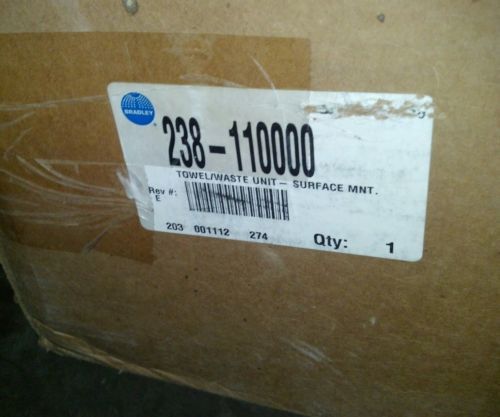 BRADLEY
238-110000
TOWEL/WASTE UNIT- SURFACE MNT.
Rev #:
E
203 001112 274
Qty: 1